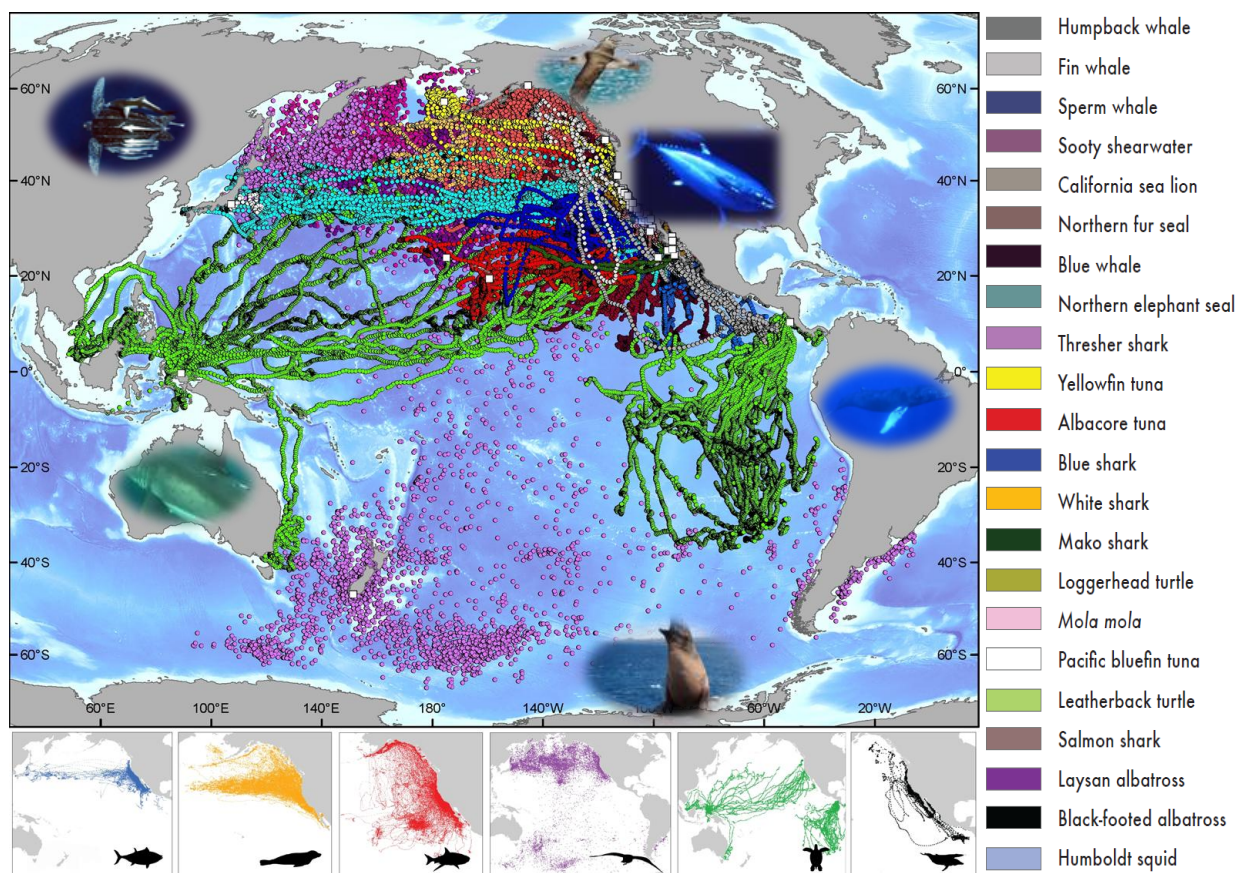 Humpback whale
Fin whale
Sperm whale
Sooty shearwater
California sea lion
Northern fur seal
Blue whale
Northern elephant seal
Thresher shark
Yellowfin tuna
Albacore tuna
Blue shark
White shark
Mako shark
Loggerhead turtle
Mola mola
Pacific bluefin tuna
Leatherback turtle
Salmon shark
Laysan albatross
Black-footed albatross
Humboldt squid
60°N
60°N
40°N
40°N
20°N
20°N
0°
0°
20°S
20°S
40°S
40°S
60°S
60°S
60°E
100°E
140°E
180°
140°W
60°W
20°W